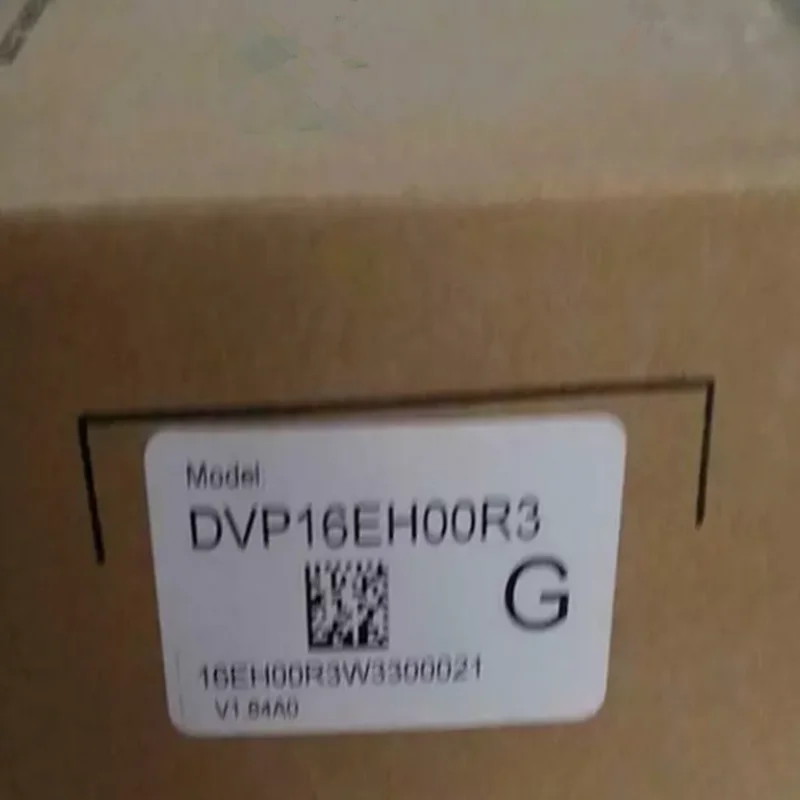 Model
DVP16EH00R3
G
16EH00R3W3300021
V1.84A0